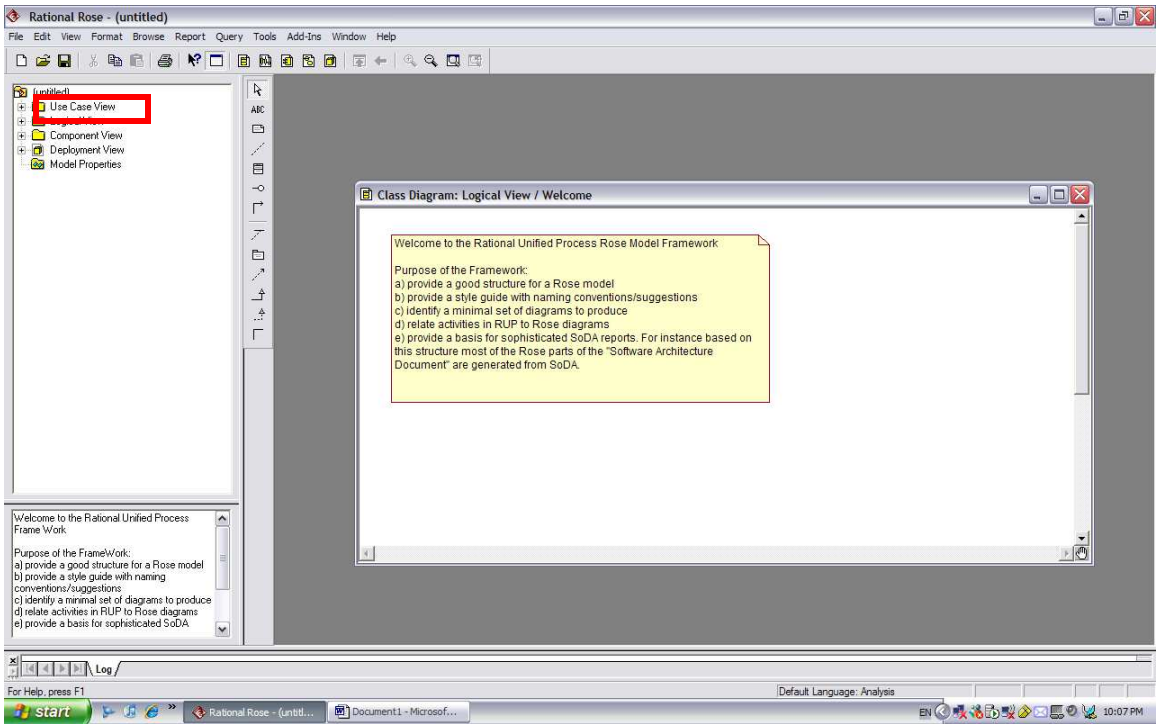 Rational Rose - (untitled)
File Edit View Format Browse Report Query Tools Add-Ins Window Help
(untitled)
Use Case View
Logical View
Component View
Deployment View
Model Properties
ABC
Class Diagram: Logical View / Welcome
Welcome to the Rational Unified Process Rose Model Framework
Purpose of the Framework:
a) provide a good structure for a Rose model
b) provide a style guide with naming conventions/suggestions
c) identify a minimal set of diagrams to produce
d) relate activities in RUP to Rose diagrams
e) provide a basis for sophisticated SoDA reports. For instance based on
this structure most of the Rose parts of the "Software Architecture
Document" are generated from SoDA.
Welcome to the Rational Unified Process
Frame Work
Purpose of the FrameWork:
a) provide a good structure for a Rose model
b) provide a style guide with naming
conventions/suggestions
c) identify a minimal set of diagrams to produce
d) relate activities in RUP to Rose diagrams
e) provide a basis for sophisticated SoDA
Log
For Help, press F1
Default Language: Analysis
start
Rational Rose - (untitl...
Document1 - Microsof...
EN
10:07 PM